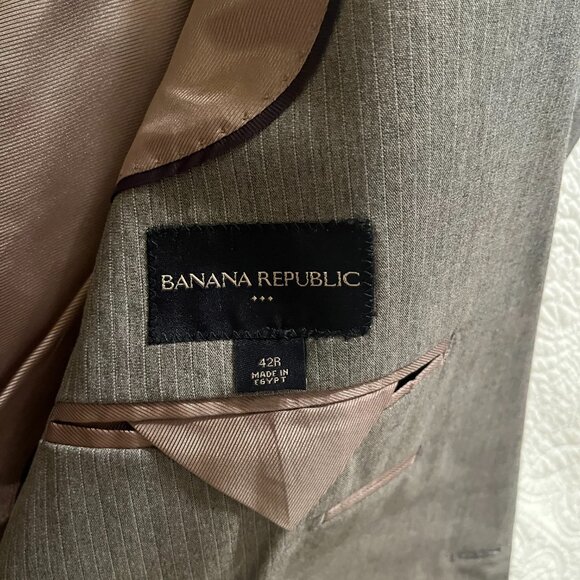 BANANA REPUBLIC
42R
MADE IN
EGYPT